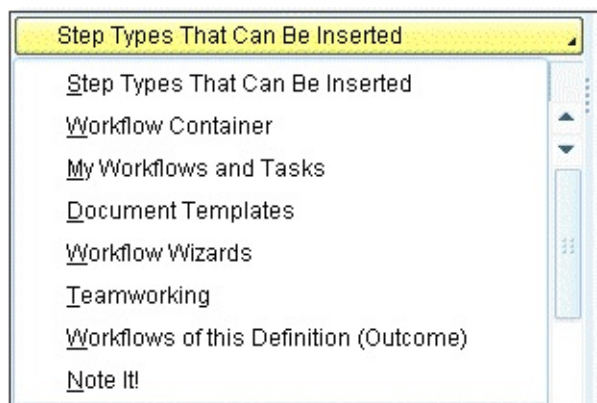 Step Types That Can Be Inserted
Step Types That Can Be Inserted
Workflow Container
My Workflows and Tasks
Document Templates
Workflow Wizards
Teamworking
Workflows of this Definition (Outcome)
Note It!